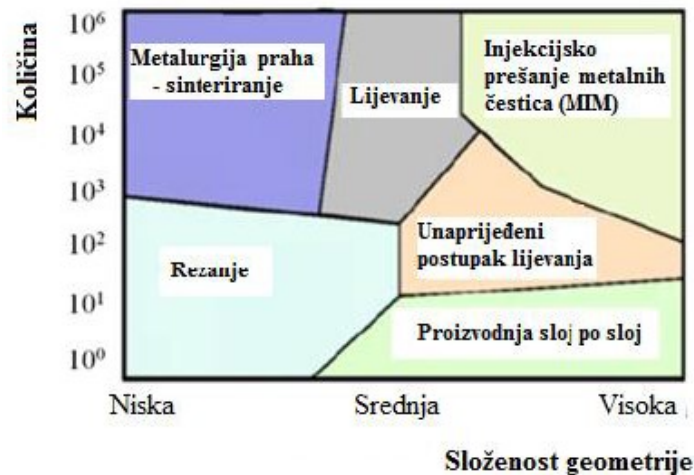 Količina
10⁶
10⁵
10⁴
10³
10²
10¹
10⁰
Metalurgija praha
- sinteriranje
Lijevanje
Injekcijsko
prešanje metalnih
čestica (MIM)
Rezanje
Unaprijeđeni
postupak lijevanja
Proizvodnja sloj po sloj
Niska
Srednja
Visoka
Složenost geometrije